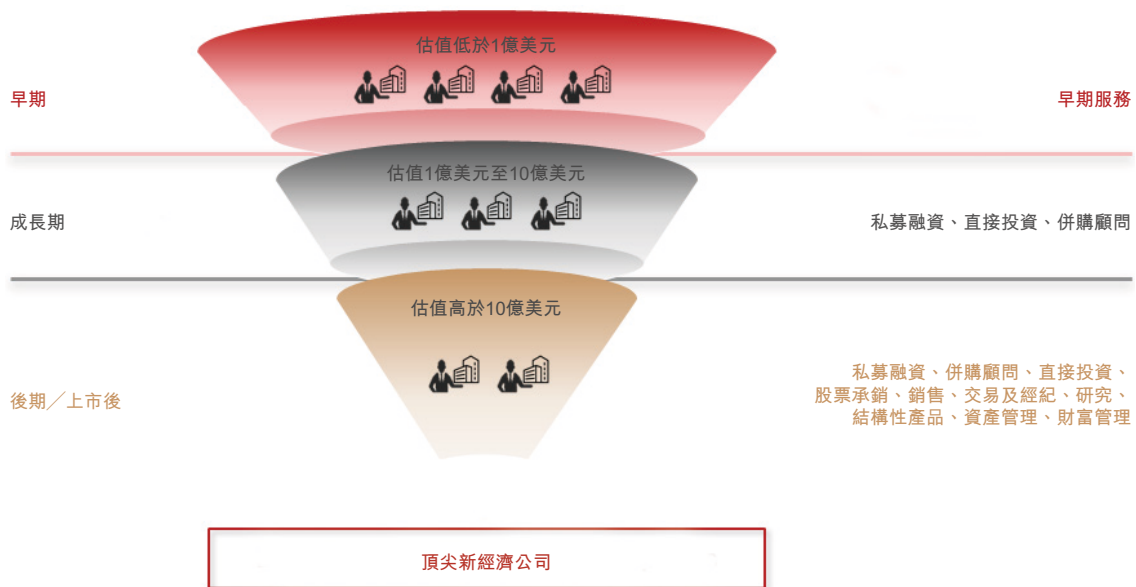 估值低於1億美元
早期
早期服務
估值1億美元至10億美元
成長期
私募融資、直接投資、併購顧問
估值高於10億美元
後期／上市後
私募融資、併購顧問、直接投資、
股票承銷、銷售、交易及經紀、研究、
結構性產品、資產管理、財富管理
頂尖新經濟公司